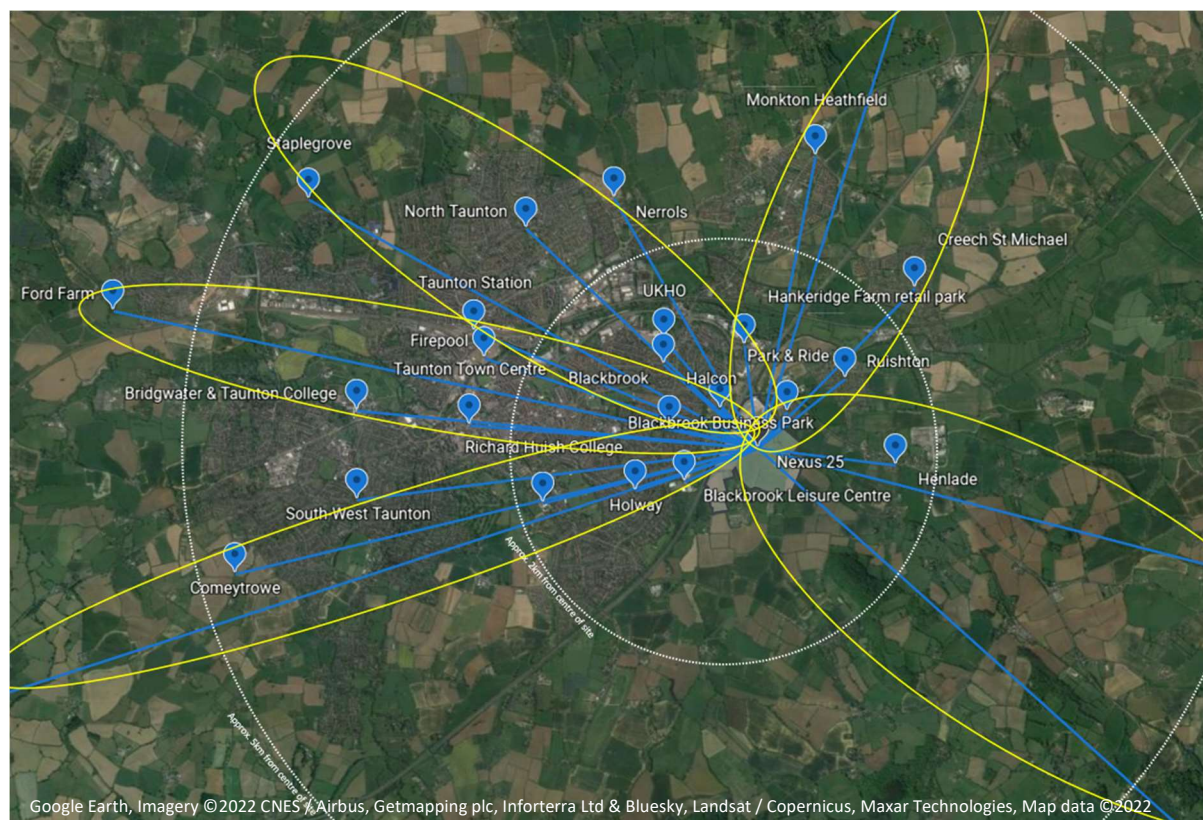 Monkton Heathfield
Staplegrove
North Taunton
Nerrols
Creech St Michael
Taunton Station
UKHO
Ford Farm
Hankeridge Farm retail park
Firepool
Park & Ride
Ruishton
Taunton Town Centre
Blackbrook
Halcon
Bridgwater & Taunton College
Blackbrook Business Park
Richard Huish College
Nexus 25
Henlade
Blackbrook Leisure Centre
Holway
South West Taunton
Comeytrowe
Approx. 2km from centre of site
Approx. 5km from centre of
Google Earth, Imagery ©2022 CNES / Airbus, Getmapping plc, Inforterra Ltd & Bluesky, Landsat / Copernicus, Maxar Technologies, Map data ©2022